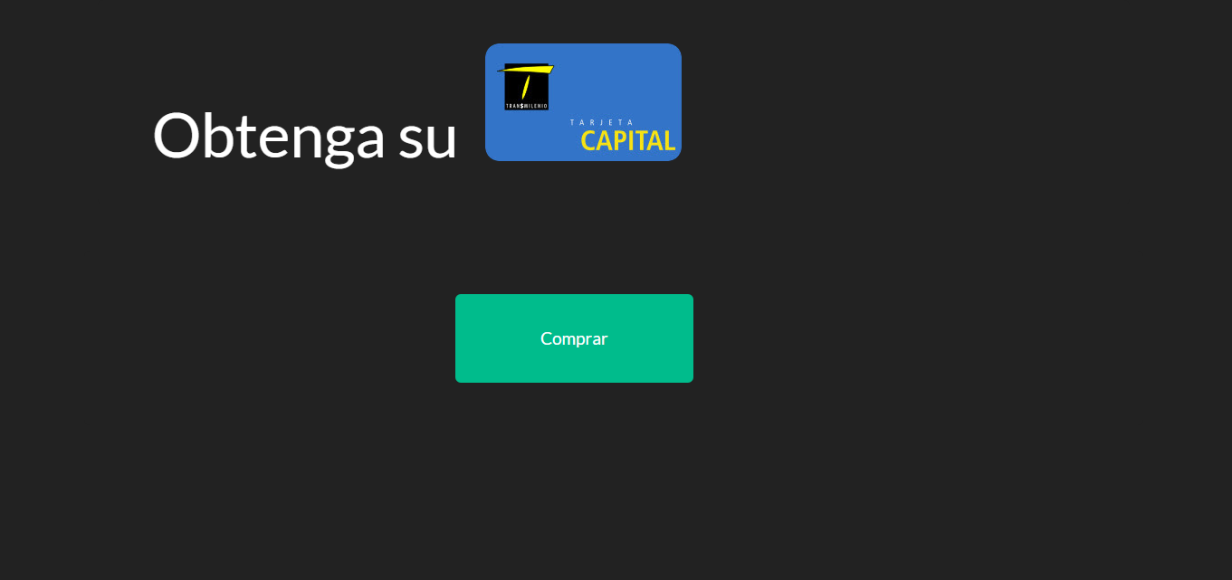 Obtenga su
TRANSMILENIO
TARJETA
CAPITAL
Comprar